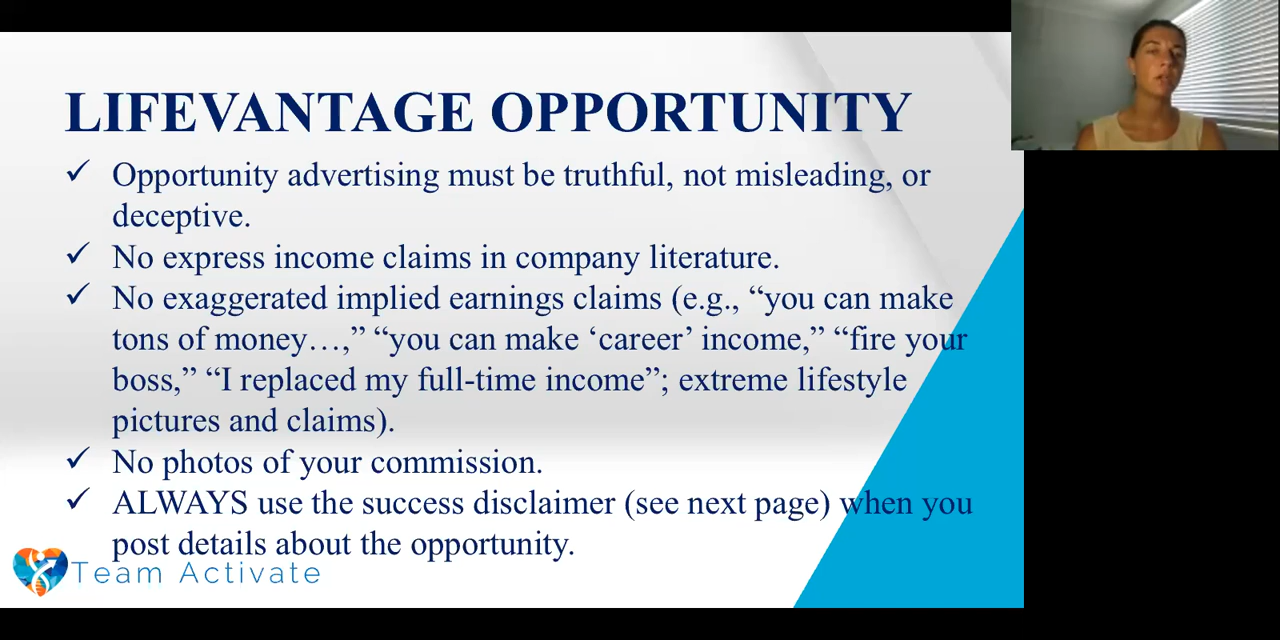 LIFEVANTAGE OPPORTUNITY
✓ Opportunity advertising must be truthful, not misleading, or
deceptive.
✓ No express income claims in company literature.
✓ No exaggerated implied earnings claims (e.g., “you can make
tons of money…,” “you can make ‘career’ income,” “fire your
boss,” “I replaced my full-time income”; extreme lifestyle
pictures and claims).
✓ No photos of your commission.
✓ ALWAYS use the success disclaimer (see next page) when you
post details about the opportunity.
Team Activate